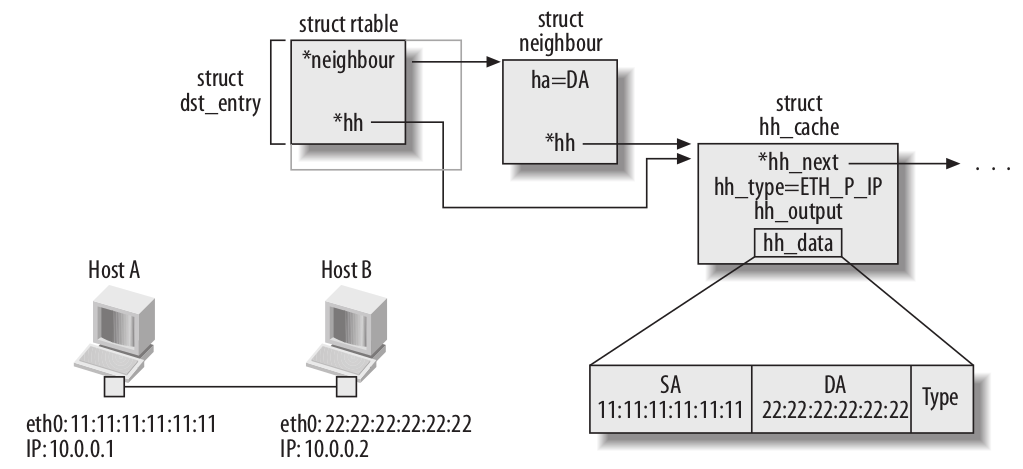 struct rtable
struct
dst_entry
*neighbour
*hh
struct
neighbour
ha=DA
*hh
struct
hh_cache
*hh_next
. . .
hh_type=ETH_P_IP
hh_output
hh_data
Host A
Host B
eth0: 11:11:11:11:11:11
IP: 10.0.0.1
eth0: 22:22:22:22:22:22
IP: 10.0.0.2
SA
11:11:11:11:11:11
DA
22:22:22:22:22:22
Type